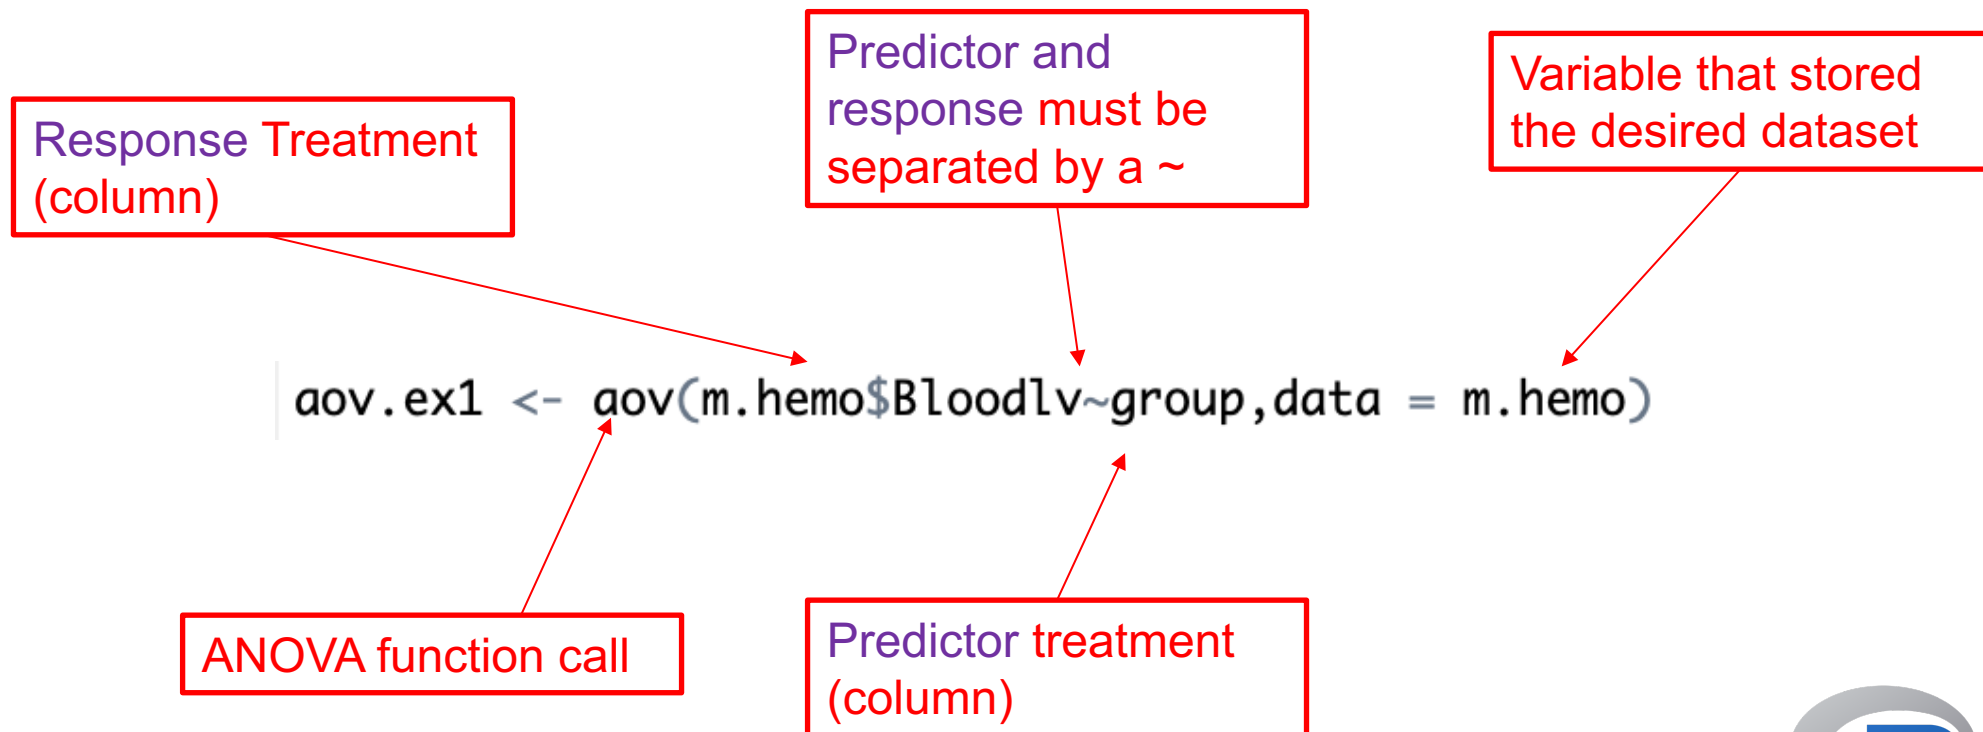 Predictor and
response must be
separated by a ~
Variable that stored
the desired dataset
Response Treatment
(column)
aov.ex1 <- aov(m.hemo$Bloodlv~group,data = m.hemo)
ANOVA function call
Predictor treatment
(column)